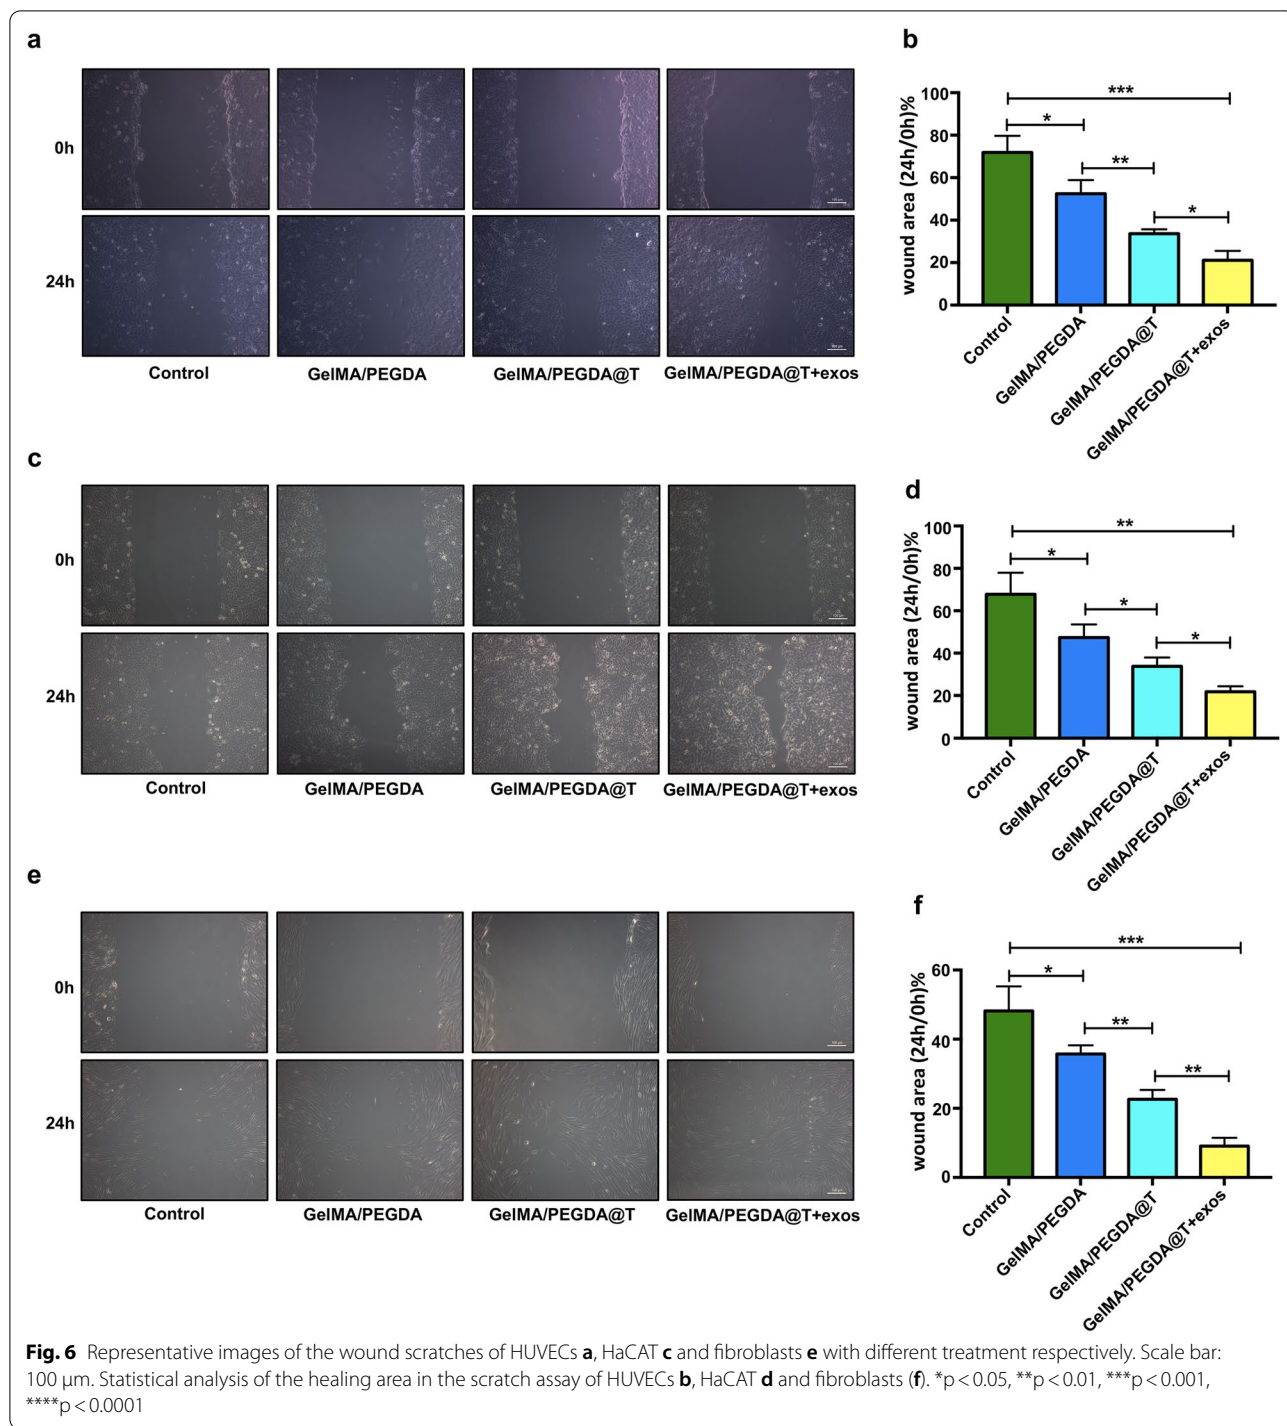 a
0h
24h
Control
GelMA/PEGDA
GelMA/PEGDA@T
GelMA/PEGDA@T+exos
b
wound area (24h/0h)%
100
80
60
40
20
0
***
*
**
*
Control
GelMA/PEGDA
GelMA/PEGDA@T
GelMA/PEGDA@T+exos
c
0h
24h
Control
GelMA/PEGDA
GelMA/PEGDA@T
GelMA/PEGDA@T+exos
d
wound area (24h/0h)%
100
80
60
40
20
0
**
*
*
*
Control
GelMA/PEGDA
GelMA/PEGDA@T
GelMA/PEGDA@T+exos
e
0h
24h
Control
GelMA/PEGDA
GelMA/PEGDA@T
GelMA/PEGDA@T+exos
f
wound area (24h/0h)%
60
40
20
0
***
*
**
**
Control
GelMA/PEGDA
GelMA/PEGDA@T
GelMA/PEGDA@T+exos
Fig. 6 Representative images of the wound scratches of HUVECs a, HaCAT c and fibroblasts e with different treatment respectively. Scale bar:
100 μm. Statistical analysis of the healing area in the scratch assay of HUVECs b, HaCAT d and fibroblasts (f). *p < 0.05, **p < 0.01, ***p < 0.001,
****p < 0.0001